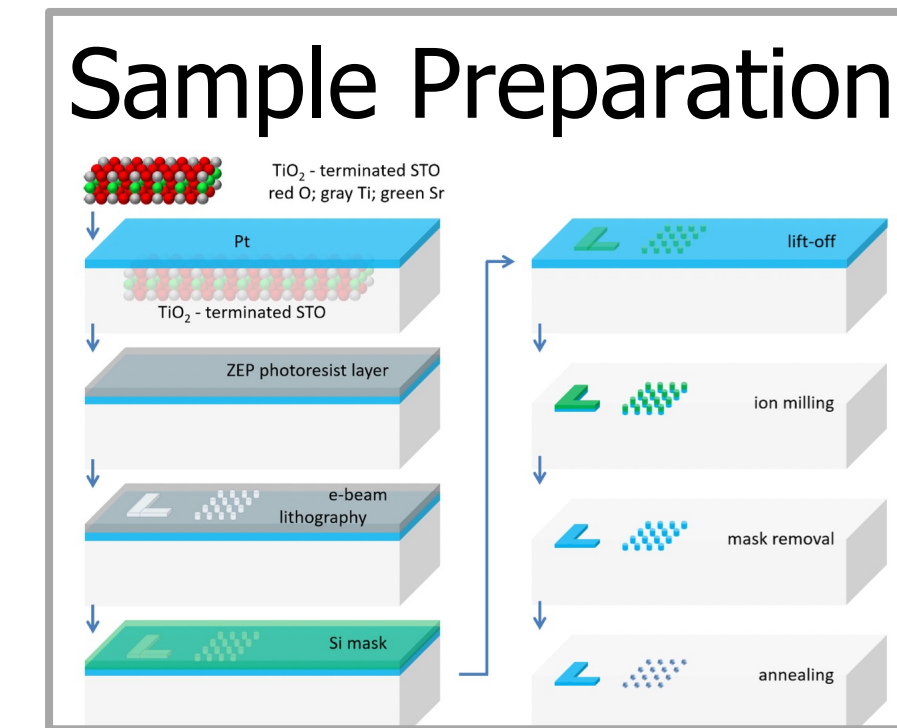 Sample Preparation
TiO₂ - terminated STO
red O; gray Ti; green Sr
Pt
TiO₂ - terminated STO
ZEP photoresist layer
e-beam
lithography
Si mask
lift-off
ion milling
mask removal
annealing